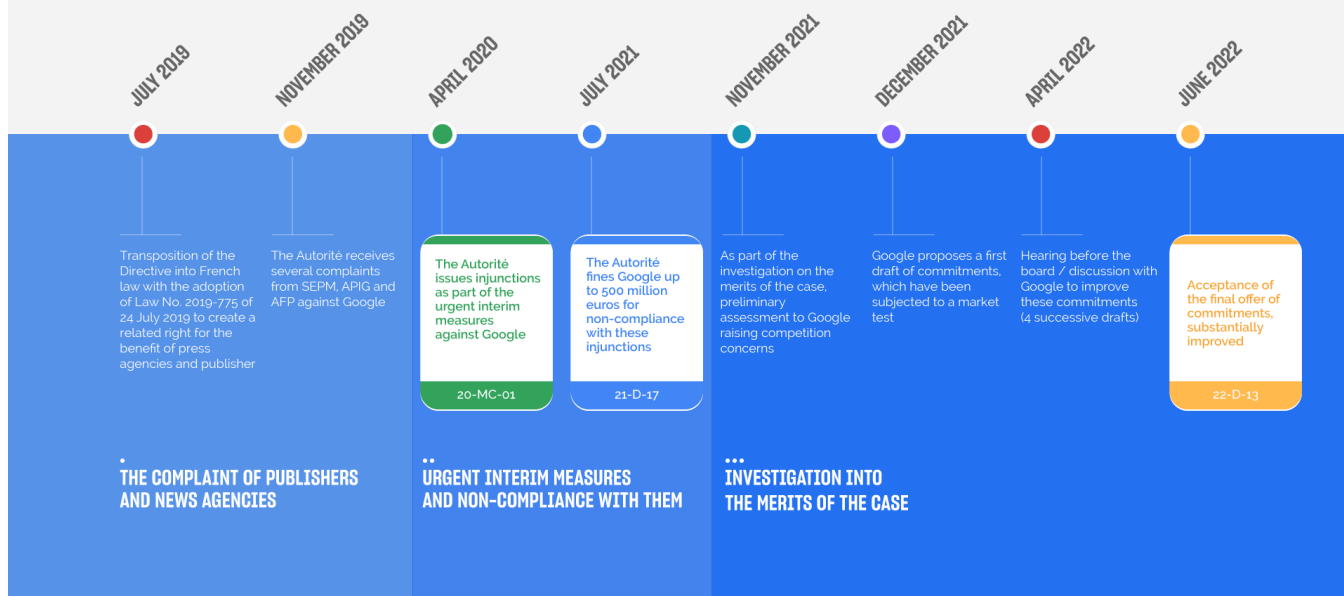 JULY 2019
NOVEMBER 2019
APRIL 2020
JULY 2021
NOVEMBER 2021
DECEMBER 2021
APRIL 2022
JUNE 2022
Transposition of the
Directive into French
law with the adoption
of Law No. 2019-775 of
24 July 2019 to create a
related right for the
benefit of press
agencies and publisher
The Autorité receives
several complaints
from SEPM, APIG and
AFP against Google
The Autorité
issues injunctions
as part of the
urgent interim
measures
against Google
20-MC-01
The Autorité
fines Google up
to 500 million
euros for
non-compliance
with these
injunctions
21-D-17
As part of the
investigation on the
merits of the case,
preliminary
assessment to Google
raising competition
concerns
Google proposes a first
draft of commitments,
which have been
subjected to a market
test
Hearing before the
board / discussion with
Google to improve
these commitments
(4 successive drafts)
Acceptance of
the final offer of
commitments,
substantially
improved
22-D-13
THE COMPLAINT OF PUBLISHERS
AND NEWS AGENCIES
URGENT INTERIM MEASURES
AND NON-COMPLIANCE WITH THEM
INVESTIGATION INTO
THE MERITS OF THE CASE